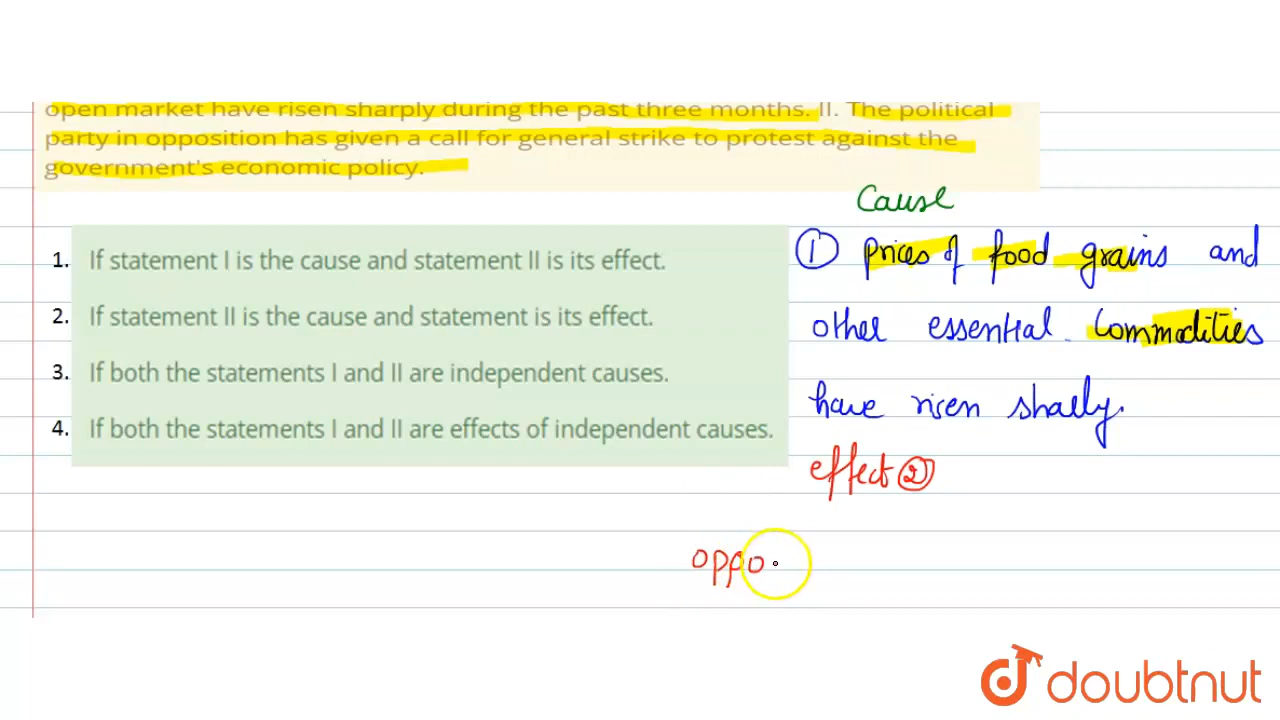 open market have risen sharply during the past three months. II. The political
party in opposition has given a call for general strike to protest against the
government's economic policy.
Cause
1. If statement I is the cause and statement II is its effect.
2. If statement II is the cause and statement is its effect.
3. If both the statements I and II are independent causes.
4. If both the statements I and II are effects of independent causes.
① prices of food grains and
other essential commodities
have risen sharly.
effect ②
oppo
doubtnut